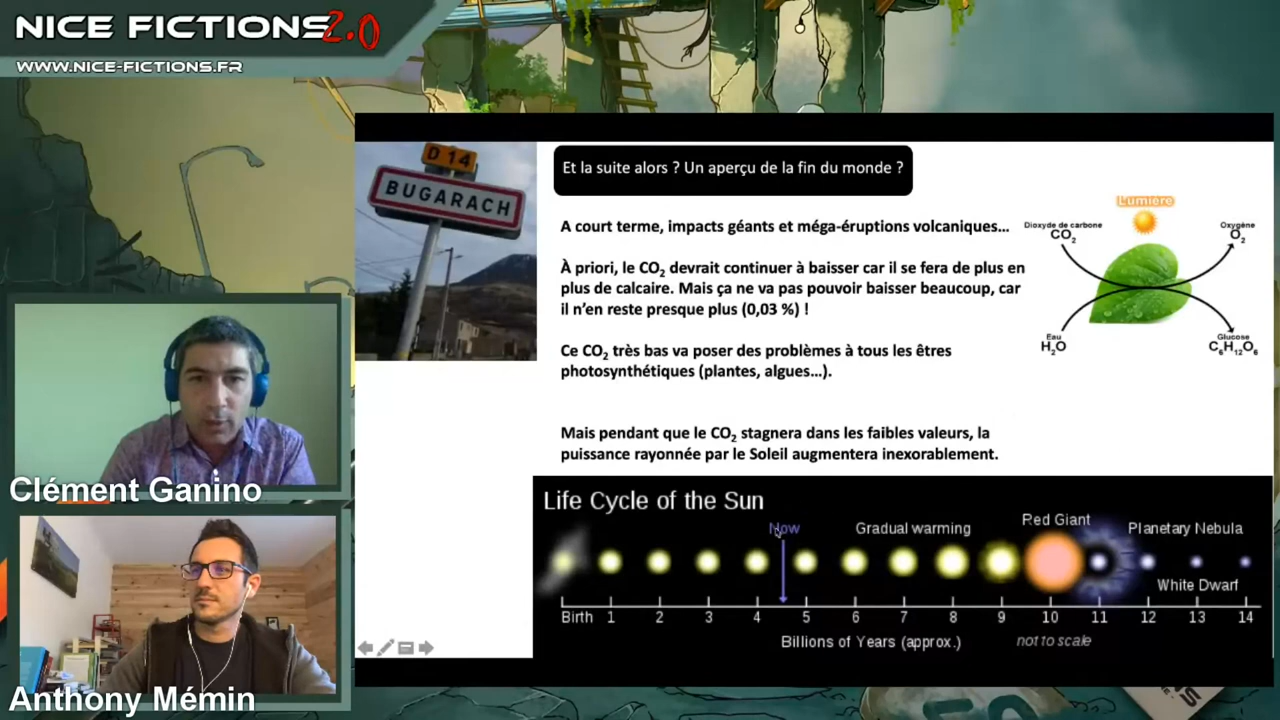 NICE FICTIONS 2.0
WWW.NICE-FICTIONS.FR
D 14
BUGARACH
Et la suite alors ? Un aperçu de la fin du monde ?
A court terme, impacts géants et méga-éruptions volcaniques…
À priori, le CO2 devrait continuer à baisser car il se fera de plus en
plus de calcaire. Mais ça ne va pas pouvoir baisser beaucoup, car
il n’en reste presque plus (0,03 %) !
Ce CO2 très bas va poser des problèmes à tous les êtres
photosynthétiques (plantes, algues…).
Mais pendant que le CO2 stagnera dans les faibles valeurs, la
puissance rayonnée par le Soleil augmentera inexorablement.
Lumière
Dioxyde de carbone
CO2
Oxygène
O2
Eau
H2O
Glucose
C6H12O6
Clément Ganino
Anthony Mémin
Life Cycle of the Sun
Now
Gradual warming
Red Giant
Planetary Nebula
White Dwarf
Birth 1 2 3 4 5 6 7 8 9 10 11 12 13 14
Billions of Years (approx.)
not to scale